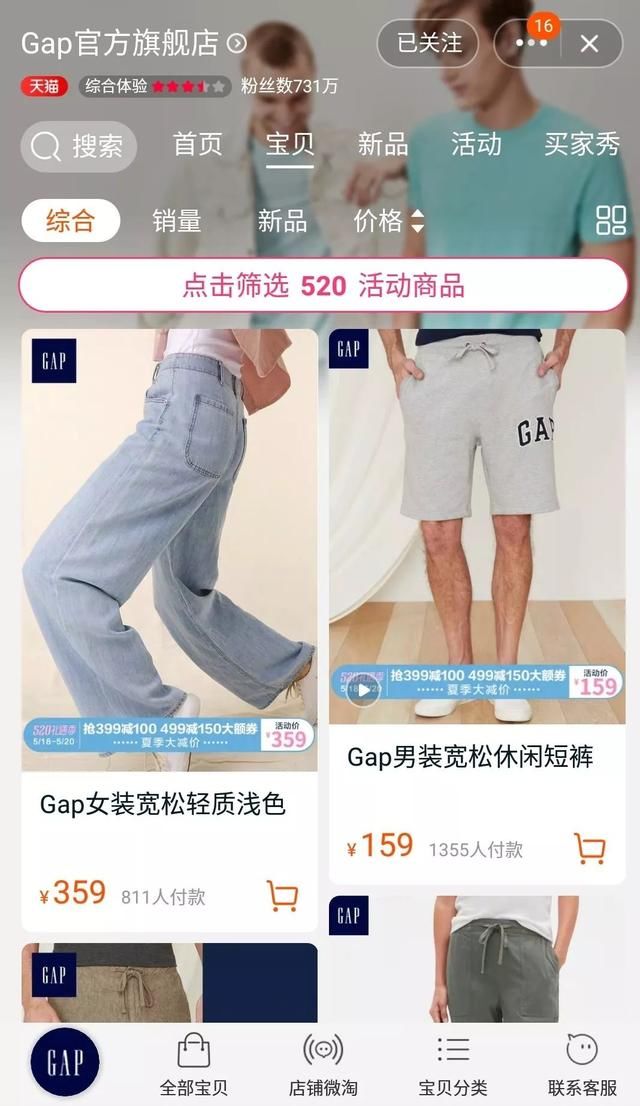 Gap官方旗舰店
已关注
16
天猫
综合体验
粉丝数731万
搜索
首页
宝贝
新品
活动
买家秀
综合
销量
新品
价格
点击筛选 520 活动商品
GAP
520礼遇季
5/18-5/20
抢399减100 499减150大额券
······ 夏季大减价 ······
活动价
¥359
Gap女装宽松轻质浅色
¥359
811人付款
GAP
GAP
5/18-5/20
抢399减100 499减150大额券
······ 夏季大减价 ······
活动价
¥159
Gap男装宽松休闲短裤
¥159
1355人付款
GAP
GAP
GAP
全部宝贝
店铺微淘
宝贝分类
联系客服